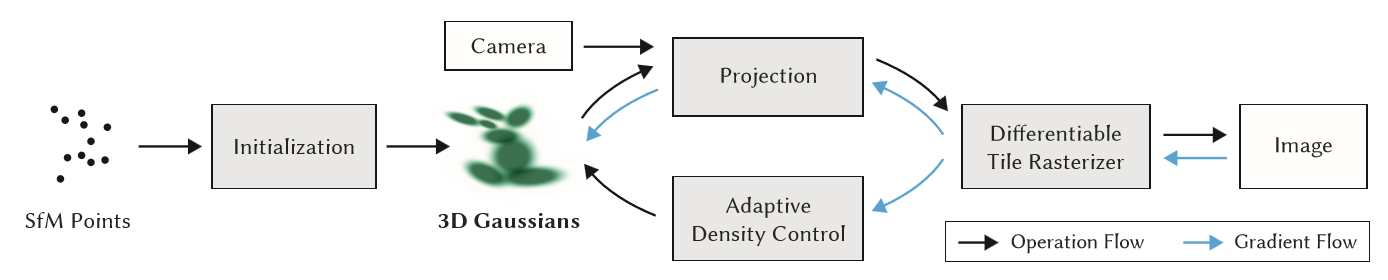 Camera
Projection
SfM Points
Initialization
3D Gaussians
Adaptive
Density Control
Differentiable
Tile Rasterizer
Image
Operation Flow
Gradient Flow